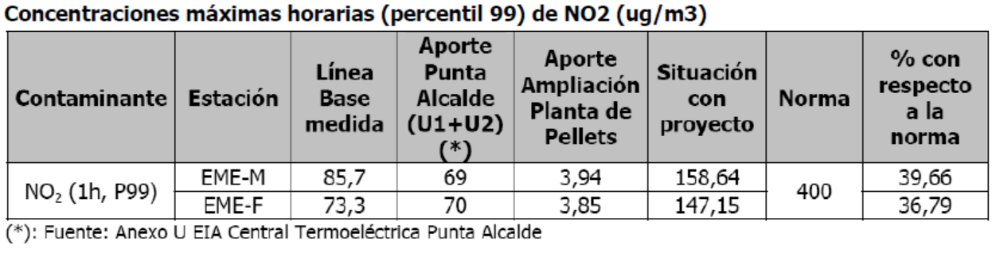 Concentraciones máximas horarias (percentil 99) de NO2 (ug/m3)
Contaminante Estación Línea Base medida Aporte Punta Alcalde (U1+U2) (*) Aporte Ampliación Planta de Pellets Situación con proyecto Norma % con respecto a la norma
NO₂ (1h, P99) EME-M 85,7 69 3,94 158,64 400 39,66
EME-F 73,3 70 3,85 147,15 36,79
(*): Fuente: Anexo U EIA Central Termoeléctrica Punta Alcalde